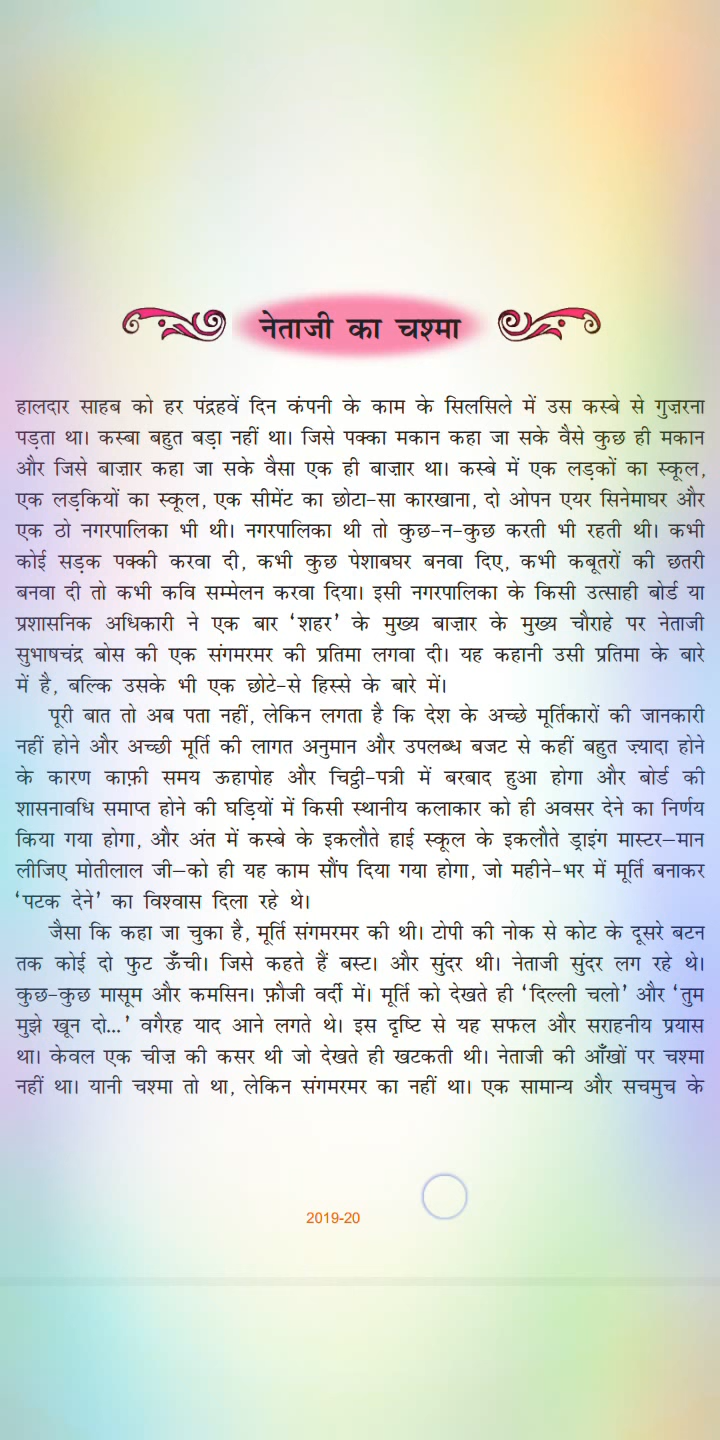 नेताजी का चश्मा
हालदार साहब को हर पंद्रहवें दिन कंपनी के काम के सिलसिले में उस कस्बे से गुज़रना
पड़ता था। कस्बा बहुत बड़ा नहीं था। जिसे पक्का मकान कहा जा सके वैसे कुछ ही मकान
और जिसे बाज़ार कहा जा सके वैसा एक ही बाज़ार था। कस्बे में एक लड़कों का स्कूल,
एक लड़कियों का स्कूल, एक सीमेंट का छोटा-सा कारखाना, दो ओपन एयर सिनेमाघर और
एक ठो नगरपालिका भी थी। नगरपालिका थी तो कुछ-न-कुछ करती भी रहती थी। कभी
कोई सड़क पक्की करवा दी, कभी कुछ पेशाबघर बनवा दिए, कभी कबूतरों की छतरी
बनवा दी तो कभी कवि सम्मेलन करवा दिया। इसी नगरपालिका के किसी उत्साही बोर्ड या
प्रशासनिक अधिकारी ने एक बार ‘शहर’ के मुख्य बाज़ार के मुख्य चौराहे पर नेताजी
सुभाषचंद्र बोस की एक संगमरमर की प्रतिमा लगवा दी। यह कहानी उसी प्रतिमा के बारे
में है, बल्कि उसके भी एक छोटे-से हिस्से के बारे में।
पूरी बात तो अब पता नहीं, लेकिन लगता है कि देश के अच्छे मूर्तिकारों की जानकारी
नहीं होने और अच्छी मूर्ति की लागत अनुमान और उपलब्ध बजट से कहीं बहुत ज़्यादा होने
के कारण काफ़ी समय ऊहापोह और चिट्ठी-पत्री में बरबाद हुआ होगा और बोर्ड की
शासनावधि समाप्त होने की घड़ियों में किसी स्थानीय कलाकार को ही अवसर देने का निर्णय
किया गया होगा, और अंत में कस्बे के इकलौते हाई स्कूल के इकलौते ड्राइंग मास्टर–मान
लीजिए मोतीलाल जी–को ही यह काम सौंप दिया गया होगा, जो महीने-भर में मूर्ति बनाकर
‘पटक देने’ का विश्वास दिला रहे थे।
जैसा कि कहा जा चुका है, मूर्ति संगमरमर की थी। टोपी की नोक से कोट के दूसरे बटन
तक कोई दो फुट ऊँची। जिसे कहते हैं बस्ट। और सुंदर थी। नेताजी सुंदर लग रहे थे।
कुछ-कुछ मासूम और कमसिन। फ़ौजी वर्दी में। मूर्ति को देखते ही ‘दिल्ली चलो’ और ‘तुम
मुझे खून दो...’ वगैरह याद आने लगते थे। इस दृष्टि से यह सफल और सराहनीय प्रयास
था। केवल एक चीज़ की कसर थी जो देखते ही खटकती थी। नेताजी की आँखों पर चश्मा
नहीं था। यानी चश्मा तो था, लेकिन संगमरमर का नहीं था। एक सामान्य और सचमुच के
2019-20